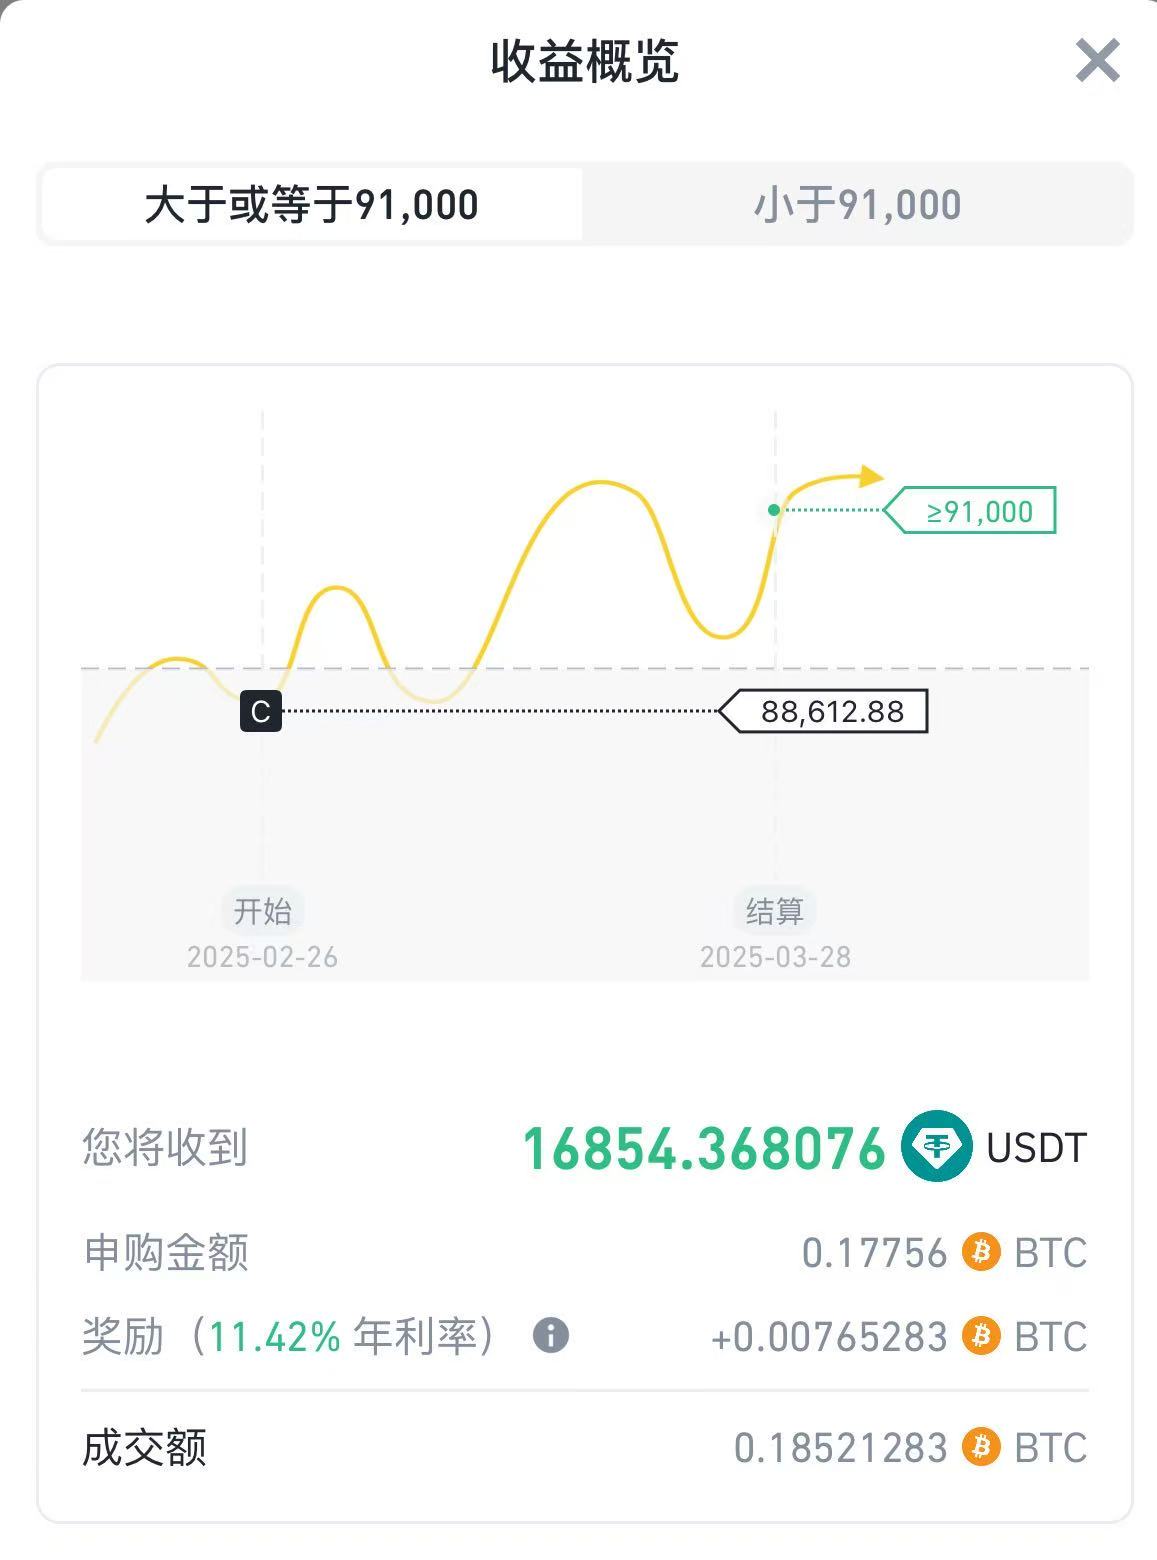 收益概览
大于或等于91,000
小于91,000
≥91,000
C
88,612.88
开始
结算
2025-02-26
2025-03-28
您将收到 16854.368076 USDT
申购金额 0.17756 BTC
奖励（11.42% 年利率） +0.00765283 BTC
成交额 0.18521283 BTC